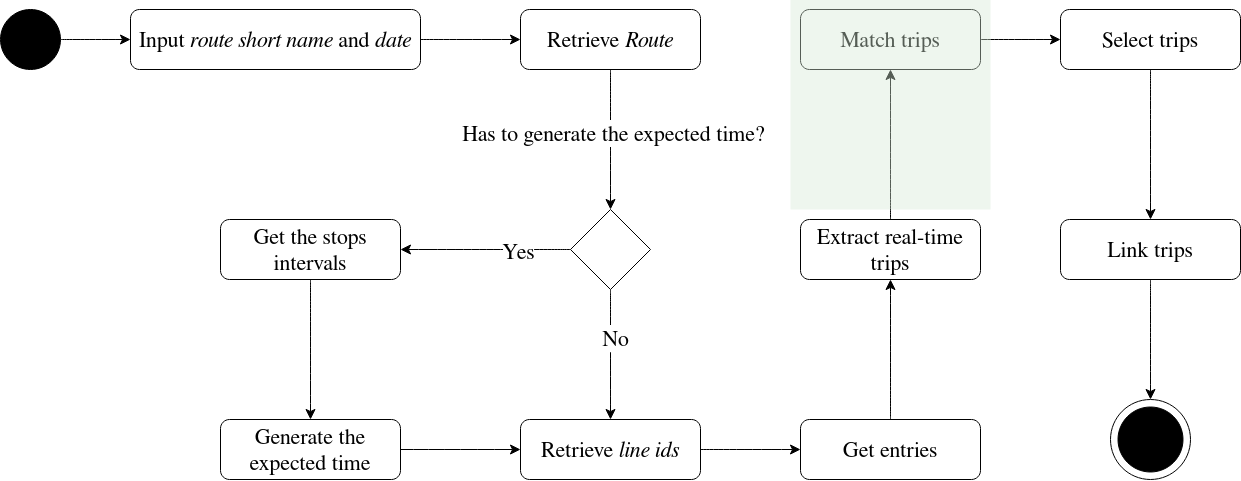 Input route short name and date
Retrieve Route
Match trips
Select trips
Has to generate the expected time?
Get the stops
intervals
Yes
Extract real-time
trips
Link trips
No
Generate the
expected time
Retrieve line ids
Get entries